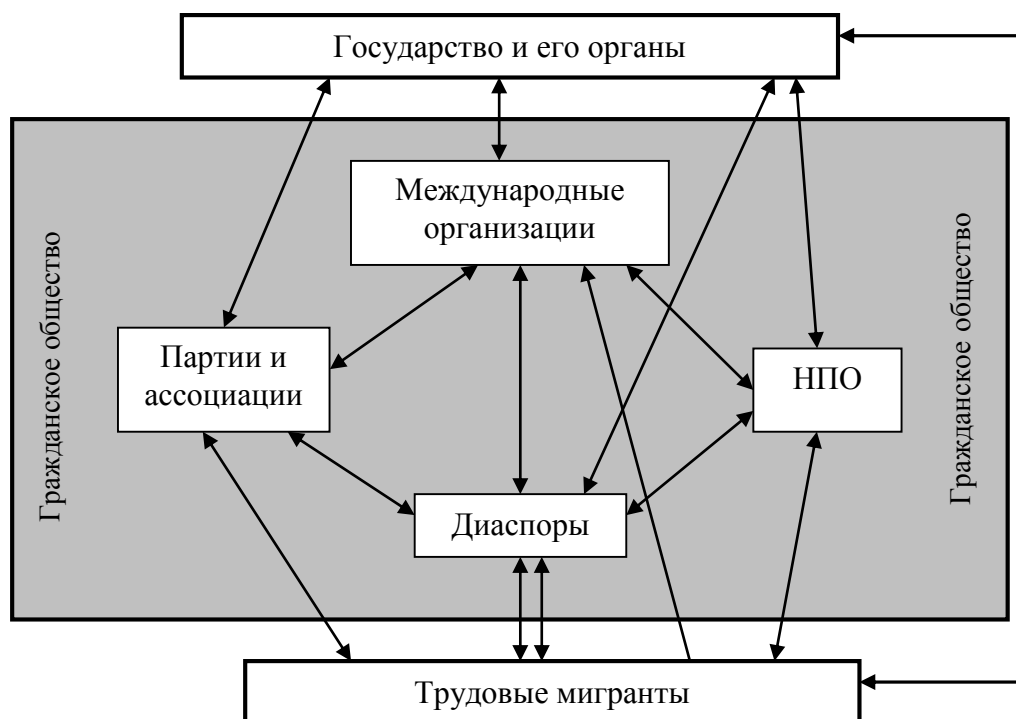 Государство и его органы
Международные
организации
Гражданское общество
Гражданское общество
Партии и
ассоциации
НПО
Диаспоры
Трудовые мигранты